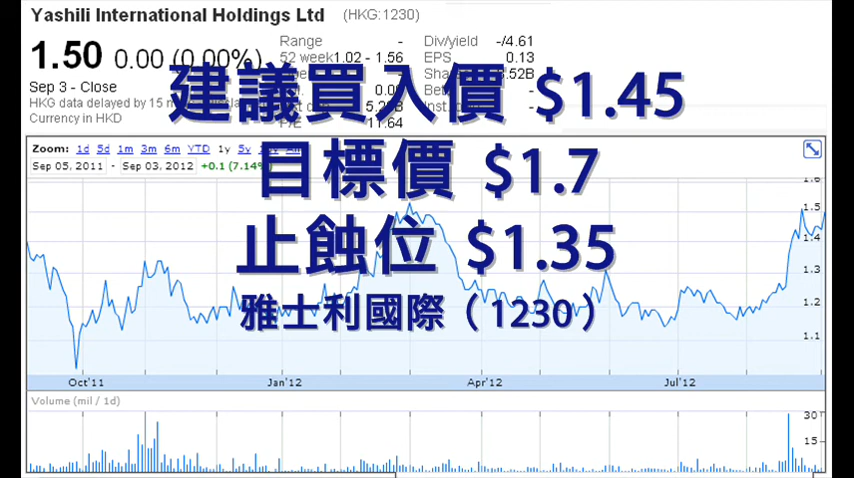 Yashili International Holdings Ltd (HKG:1230)
1.50 0.00 (0.00%)
Range -
52 week 1.02 - 1.56
Div/yield -/4.61
EPS 0.13
Sep 3 - Close
HKG data delayed by 15
Currency in HKD
11.64
建議買入價 $1.45
目標價 $1.7
止蝕位 $1.35
雅士利國際（1230）
Zoom: 1d 5d 1m 3m 6m YTD 1y 5y
Sep 05, 2011 - Sep 03, 2012 +0.1 (7.14%)
1.6
1.5
1.4
1.3
1.2
1.1
Oct'11 Jan'12 Apr'12 Jul'12
Volume (mil / 1d)
30
15